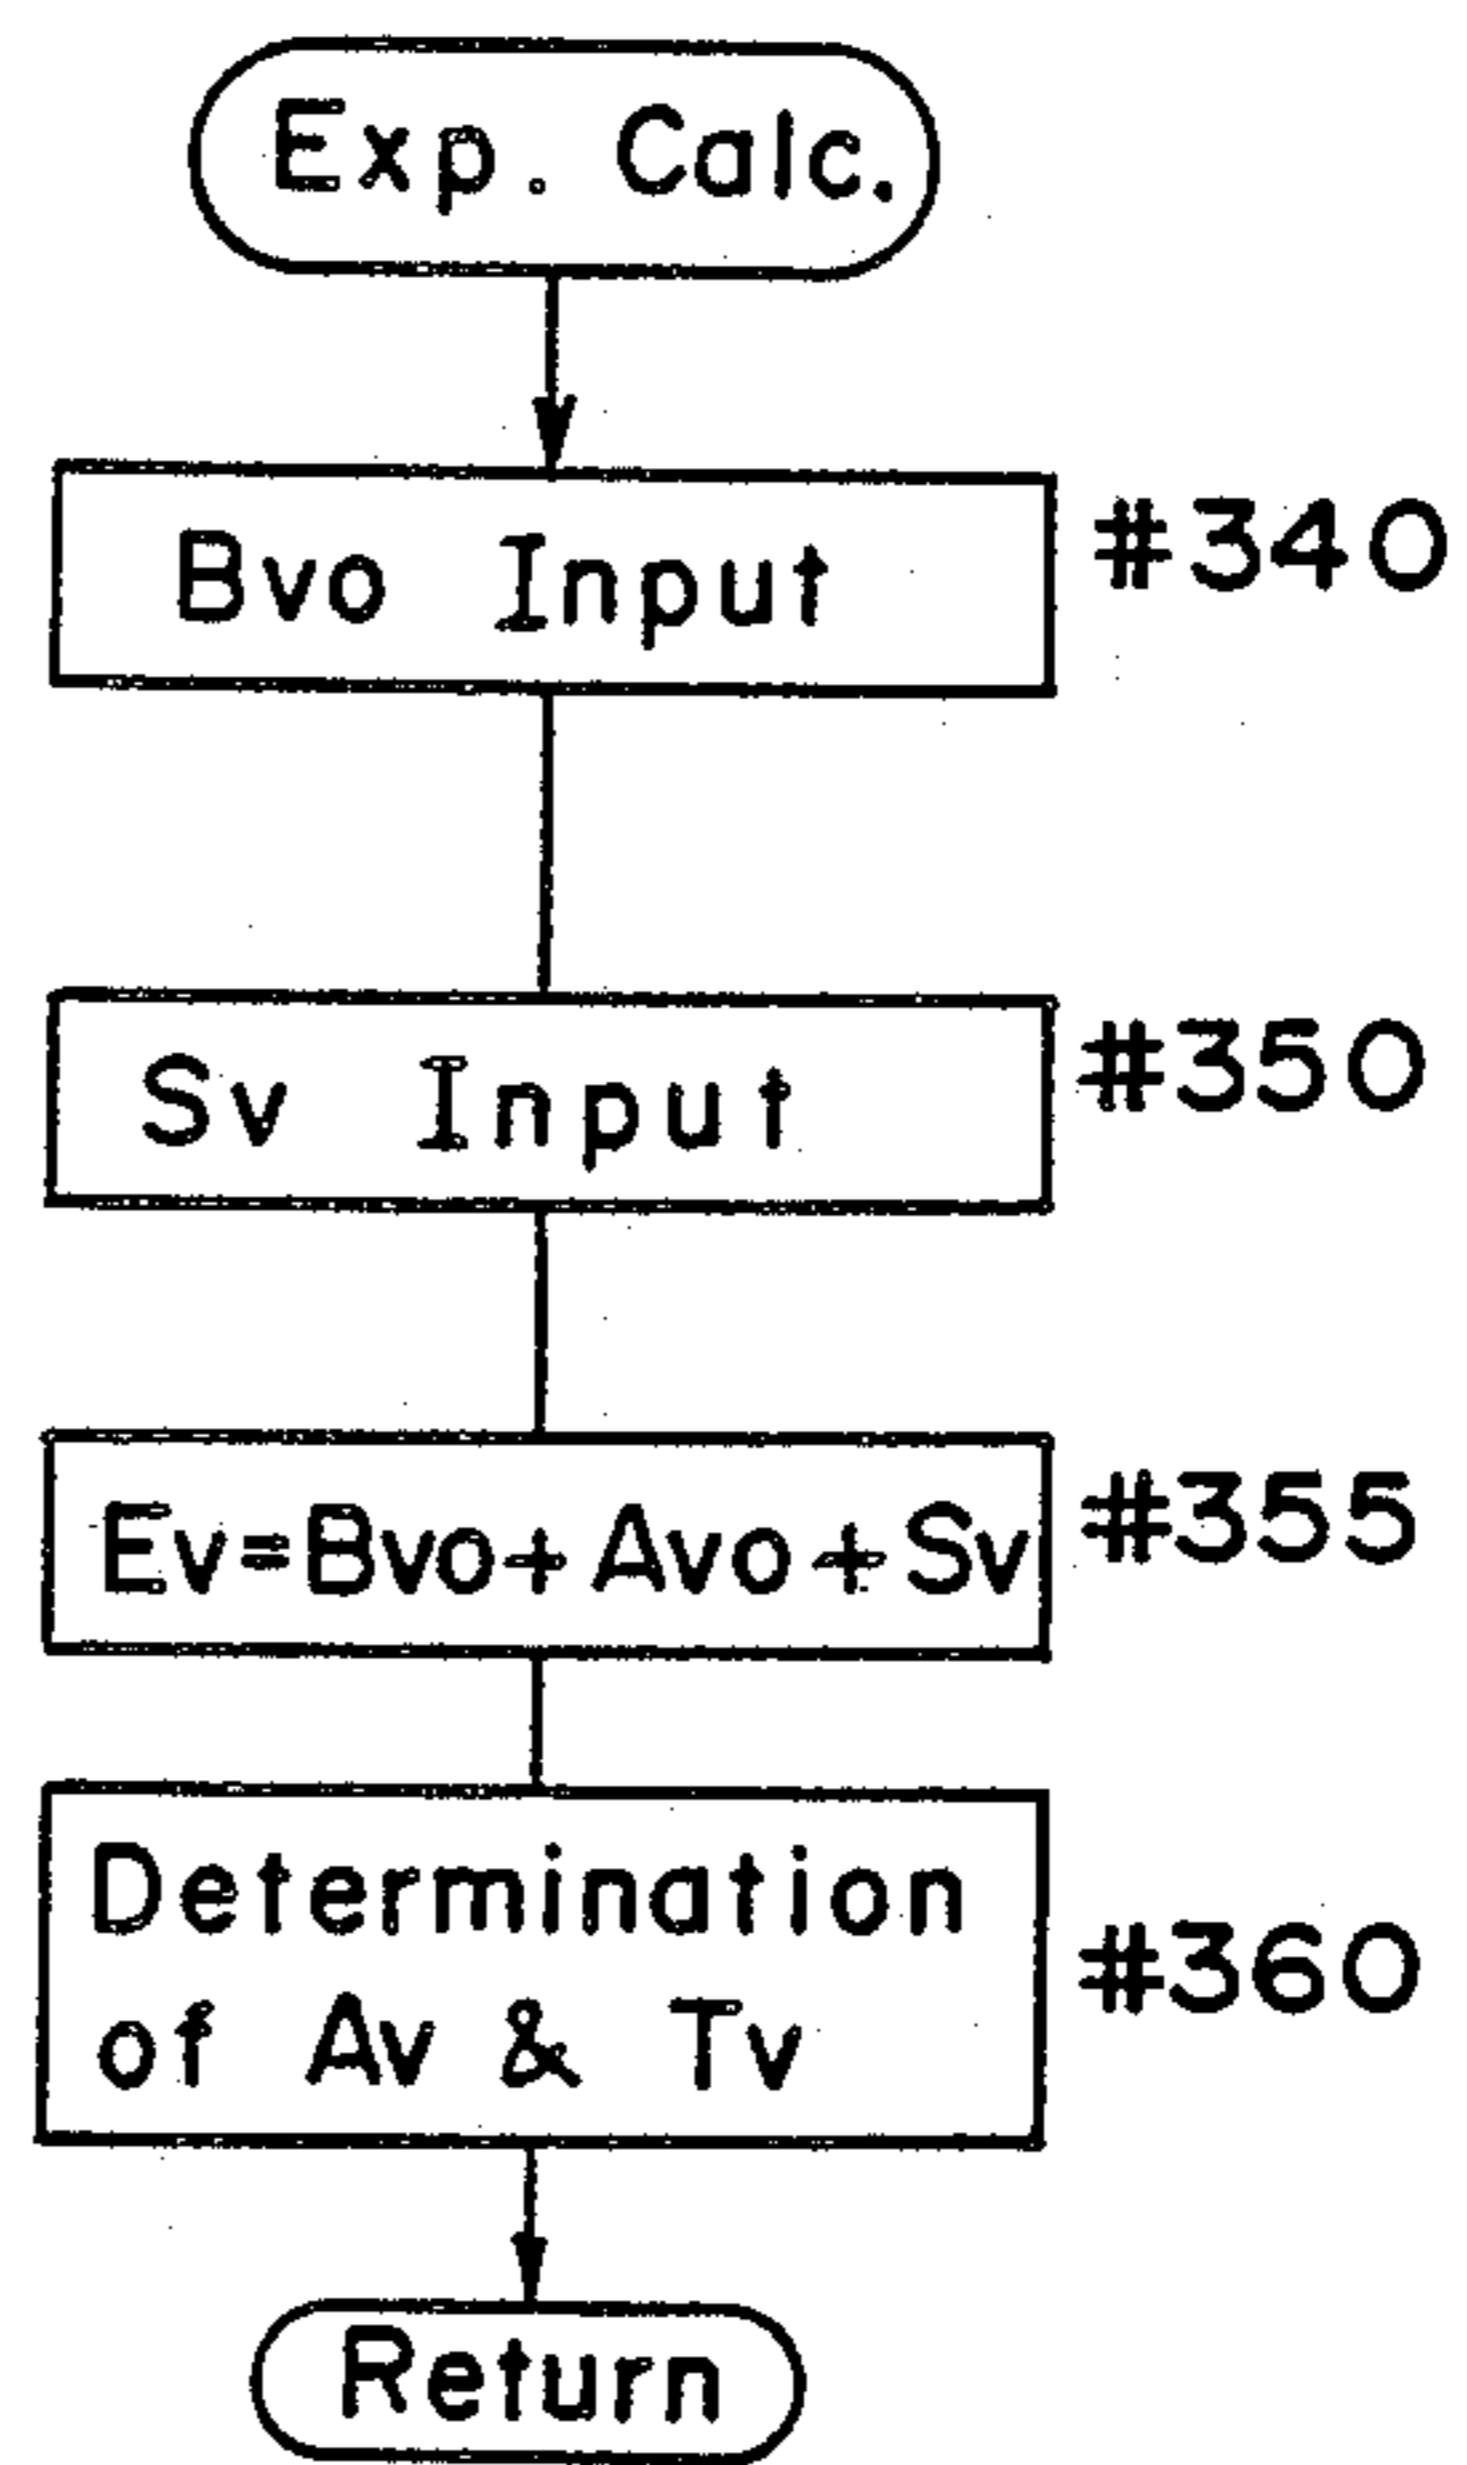 Exp. Calc.
Bvo Input
#340
Sv Input
#350
Ev=Bvo+Avo+Sv
#355
Determination
of Av & Tv
#360
Return